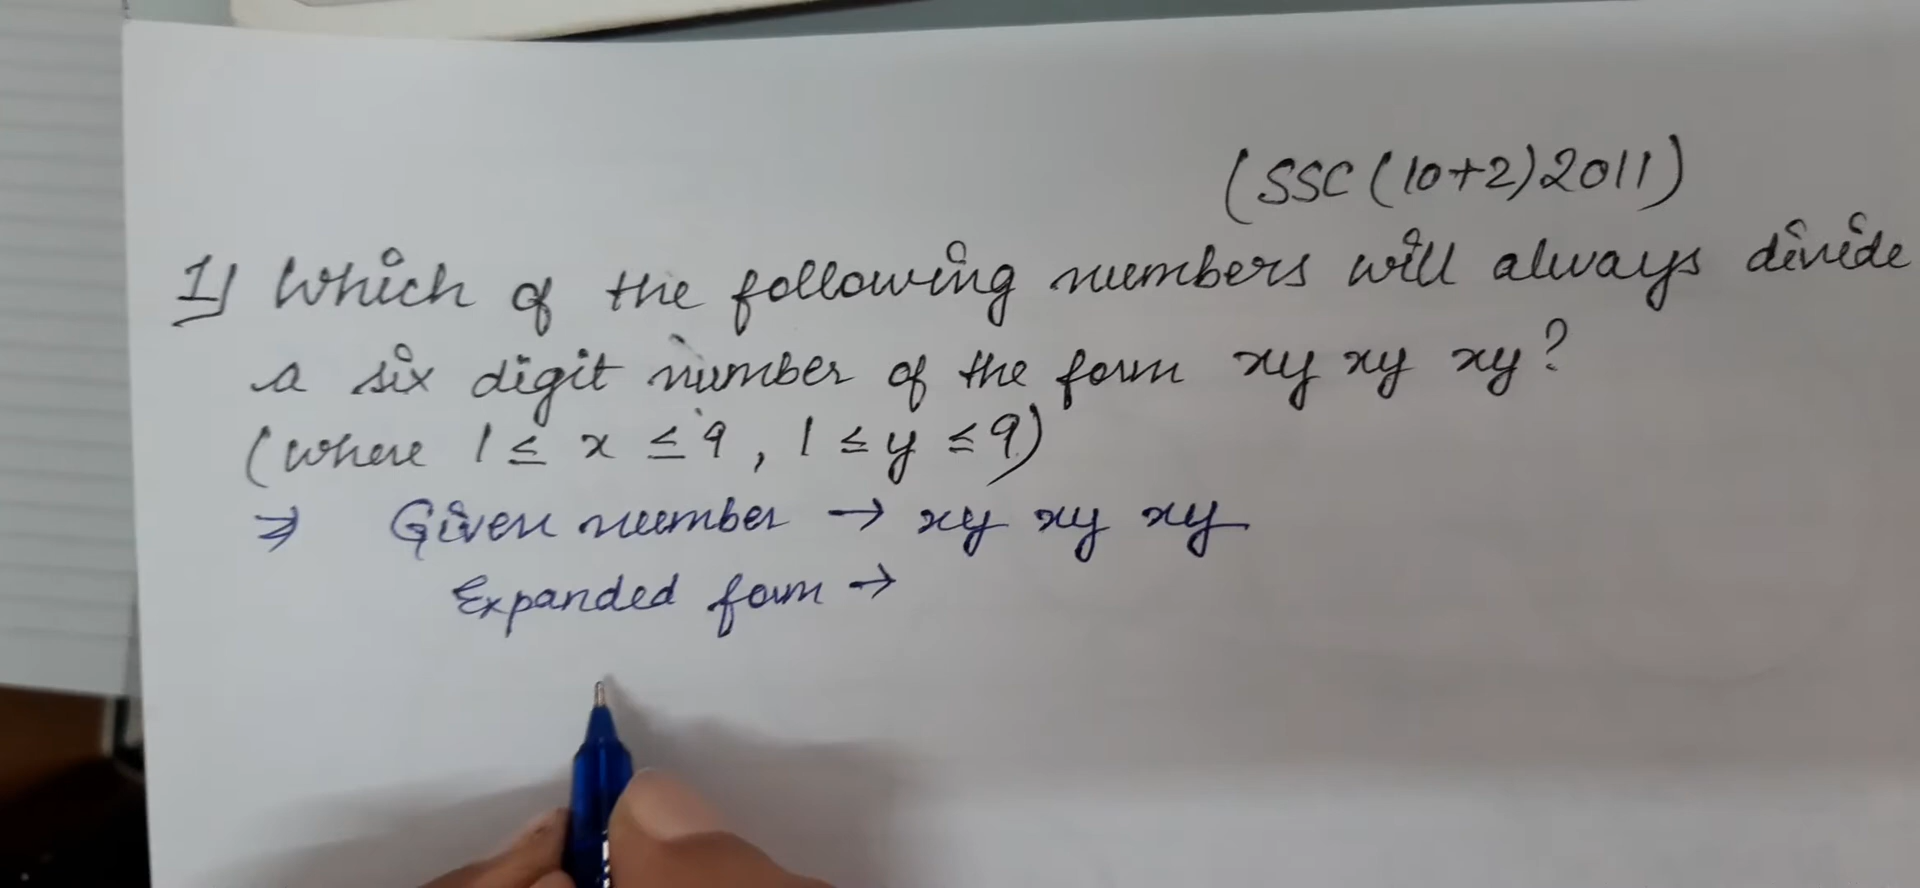 (SSC (10+2) 2011)
1) Which of the following numbers will always divide
a six digit number of the form xy xy xy?
(where 1 ≤ x ≤ 9, 1 ≤ y ≤ 9)
⇒ Given number → xy xy xy
Expanded form →